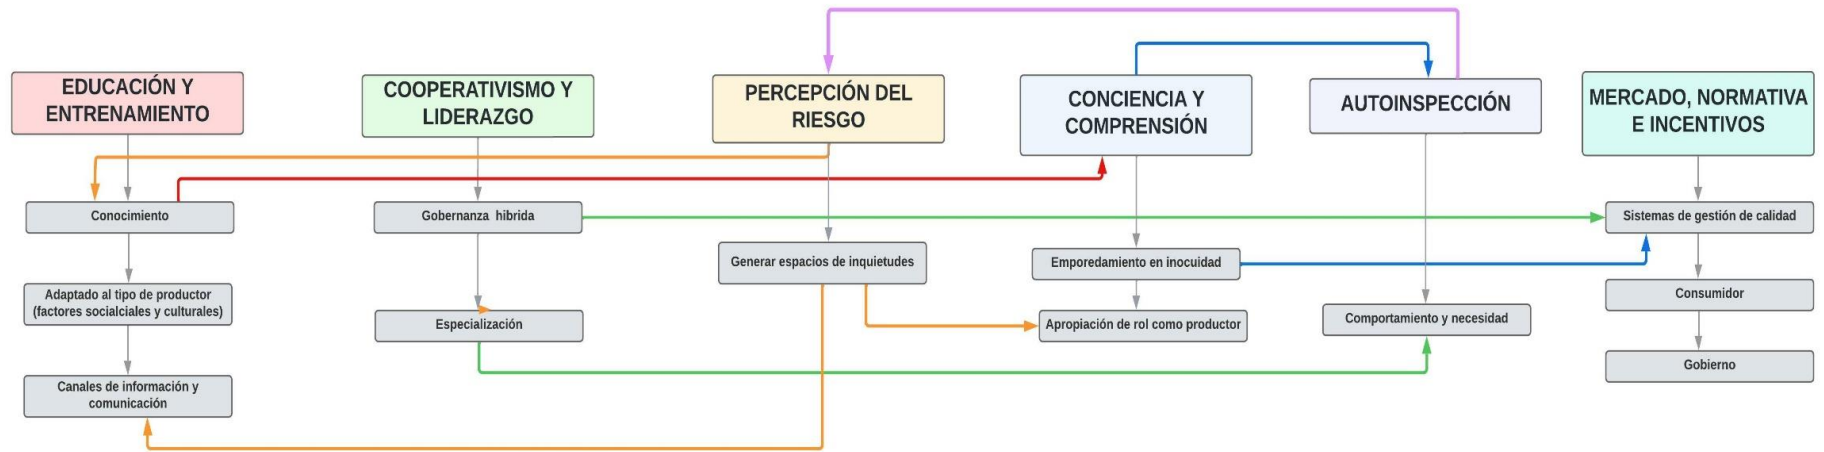 EDUCACIÓN Y
ENTRENAMIENTO
Conocimiento
Adaptado al tipo de productor
(factores socialciales y culturales)
Canales de información y
comunicación
COOPERATIVISMO Y
LIDERAZGO
Gobernanza hibrida
Especialización
PERCEPCIÓN DEL
RIESGO
Generar espacios de inquietudes
CONCIENCIA Y
COMPRENSIÓN
Emporedamiento en inocuidad
Apropiación de rol como productor
AUTOINSPECCIÓN
Comportamiento y necesidad
MERCADO, NORMATIVA
E INCENTIVOS
Sistemas de gestión de calidad
Consumidor
Gobierno